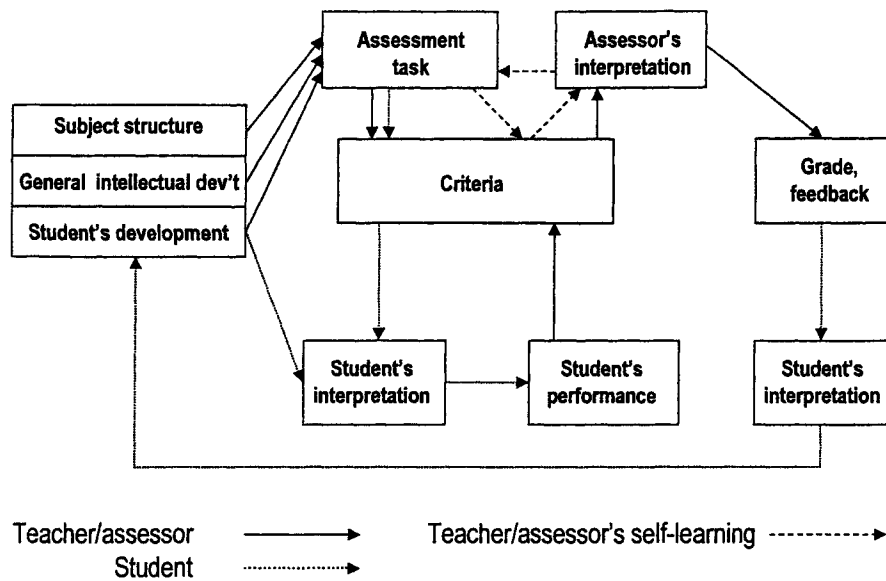 Assessment
task
Assessor's
interpretation
Subject structure
General intellectual dev't
Student's development
Criteria
Grade,
feedback
Student's
interpretation
Student's
performance
Student's
interpretation
Teacher/assessor
Teacher/assessor's self-learning
Student